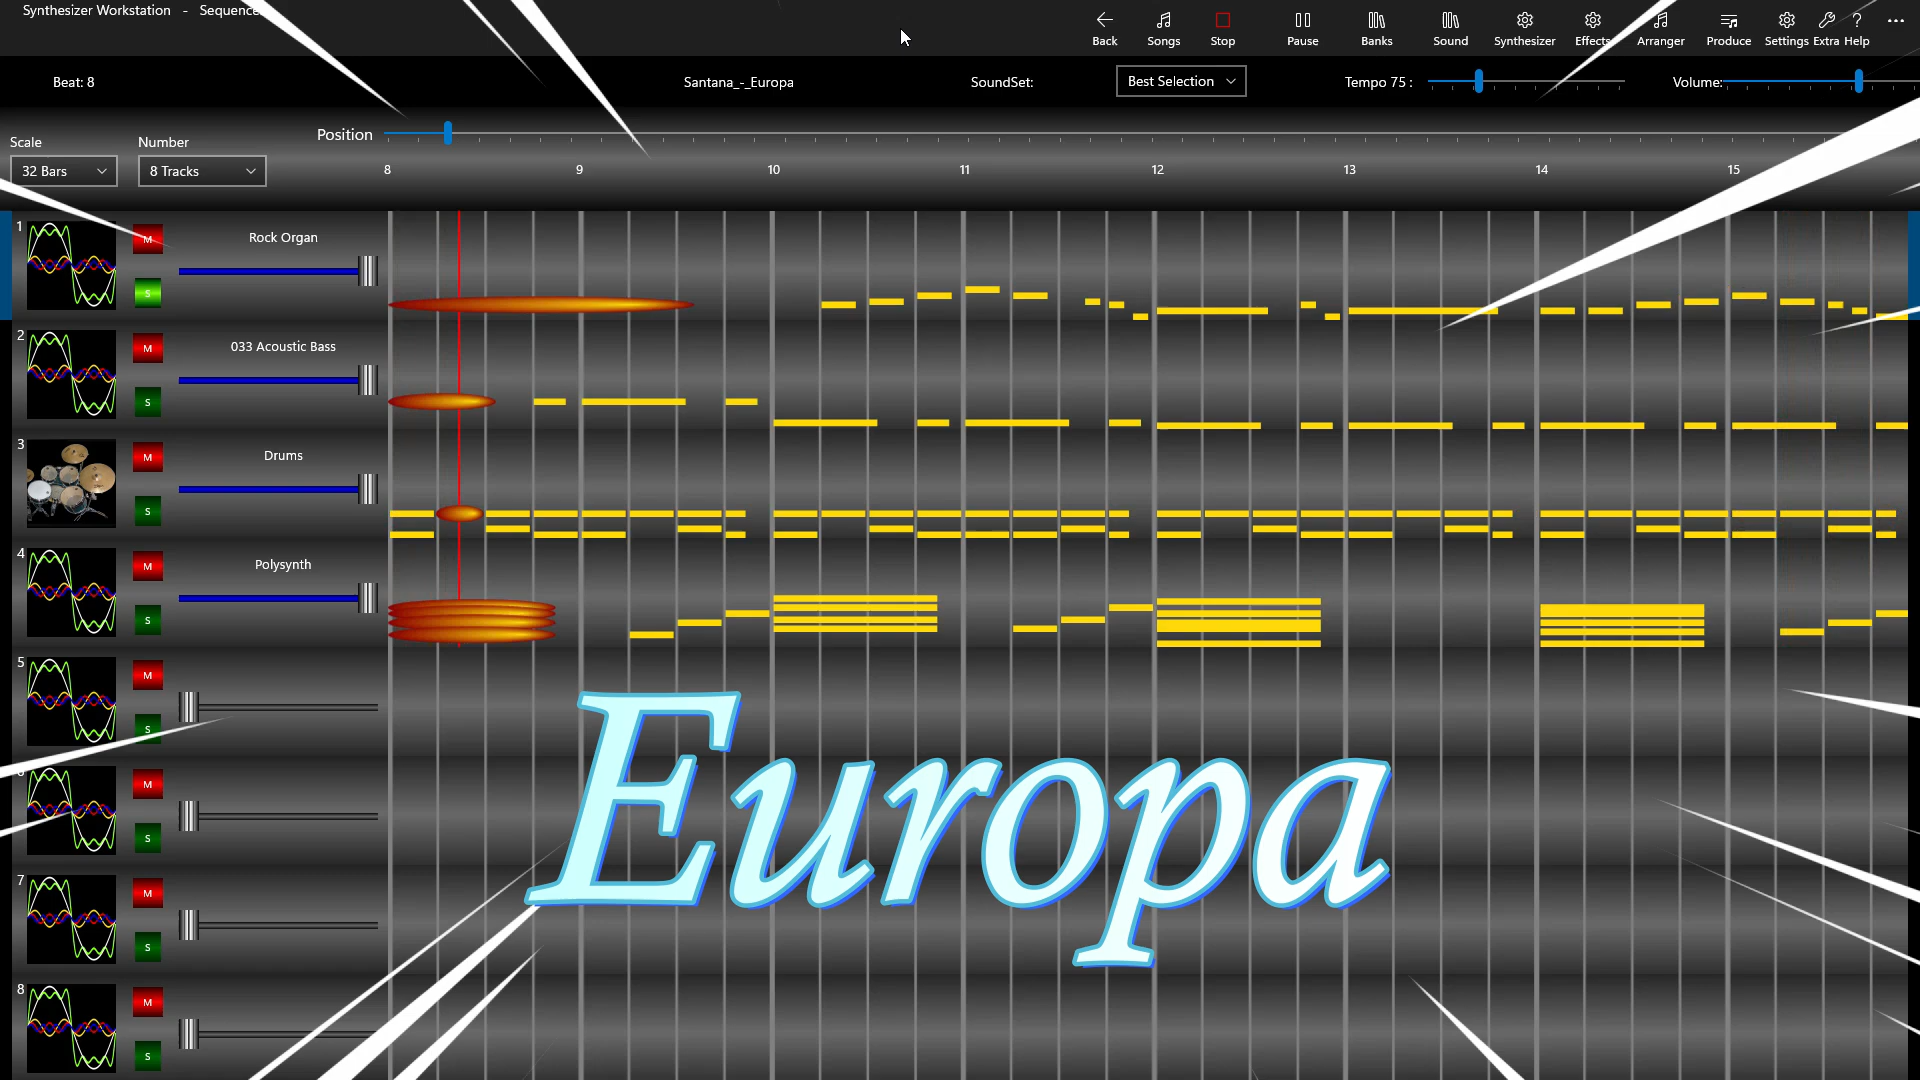 Synthesizer Workstation - Sequence
Back Songs Stop Pause Banks Sound Synthesizer Effects Arranger Produce Settings Extra Help
Beat: 8 Santana_-_Europa SoundSet: Best Selection Tempo 75 : Volume:
Scale Number Position
32 Bars 8 Tracks
8 9 10 11 12 13 14 15
1 M Rock Organ
S
2 M 033 Acoustic Bass
S
3 M Drums
S
4 M Polysynth
S
5 M
S
6 M
S
7 M
S
8 M
S
Europa